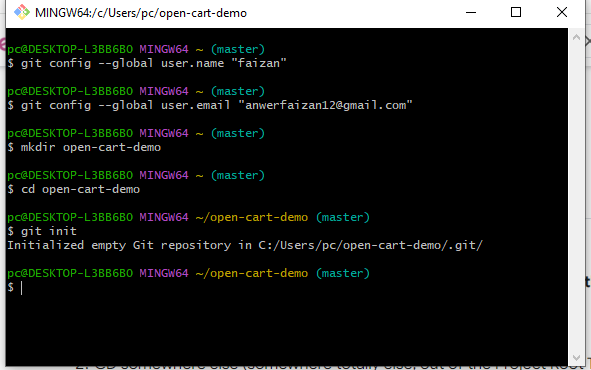 MINGW64:/c/Users/pc/open-cart-demo
pc@DESKTOP-L3BB6BO MINGW64 ~ (master)
$ git config --global user.name "faizan"
pc@DESKTOP-L3BB6BO MINGW64 ~ (master)
$ git config --global user.email "anwerfaizan12@gmail.com"
pc@DESKTOP-L3BB6BO MINGW64 ~ (master)
$ mkdir open-cart-demo
pc@DESKTOP-L3BB6BO MINGW64 ~ (master)
$ cd open-cart-demo
pc@DESKTOP-L3BB6BO MINGW64 ~/open-cart-demo (master)
$ git init
Initialized empty Git repository in C:/Users/pc/open-cart-demo/.git/
pc@DESKTOP-L3BB6BO MINGW64 ~/open-cart-demo (master)
$